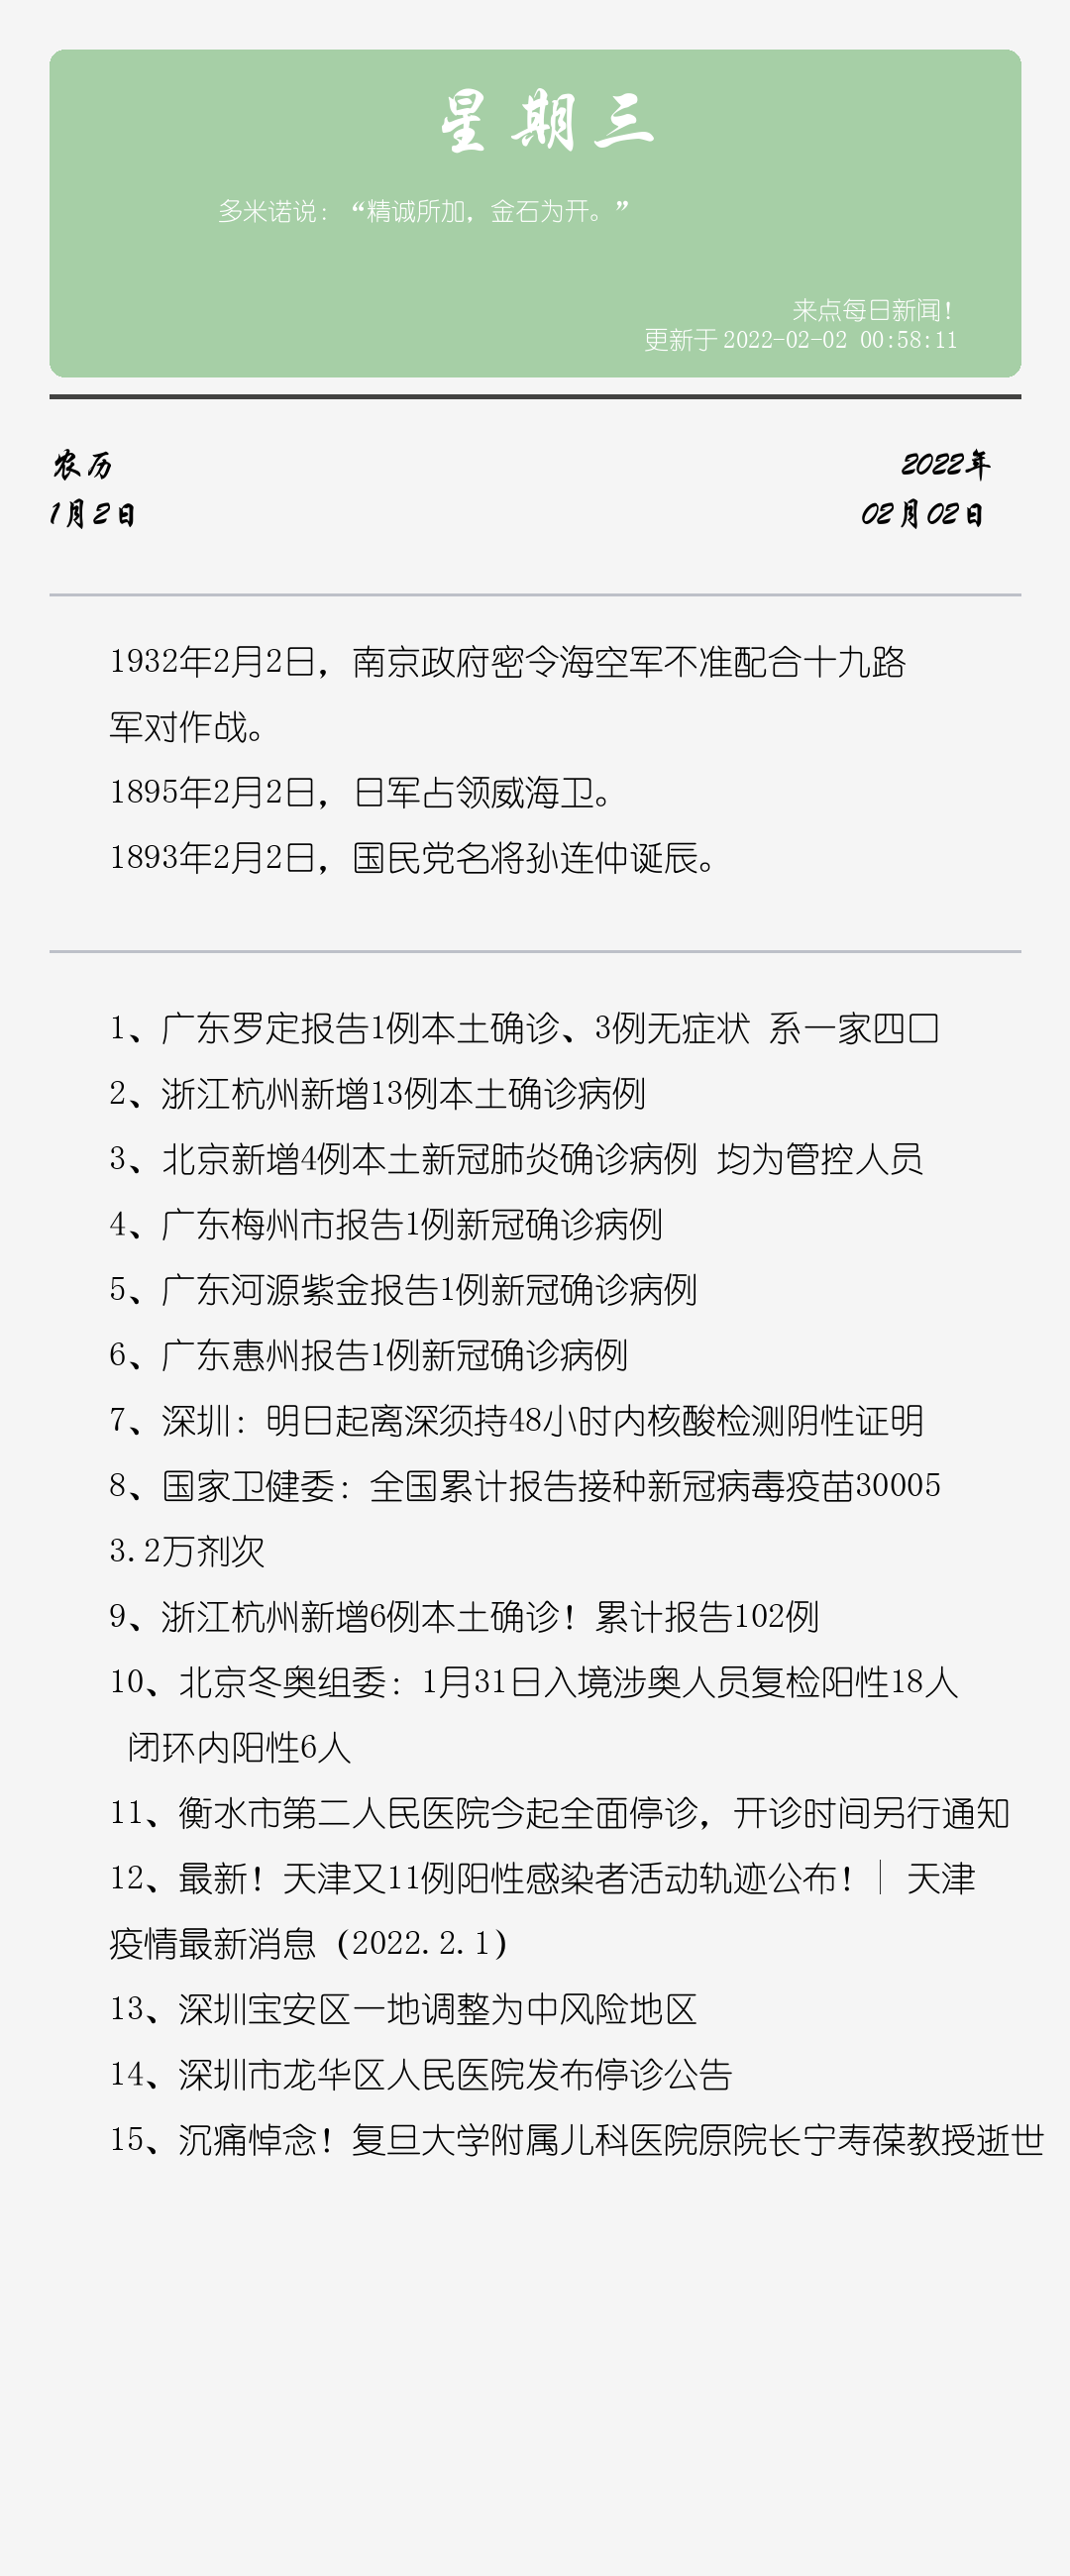 星期三
多米诺说：“精诚所加，金石为开。”
来点每日新闻！
更新于 2022-02-02 00:58:11
农历
2022年
1月2日
02月02日
1932年2月2日，南京政府密令海空军不准配合十九路
军对作战。
1895年2月2日，日军占领威海卫。
1893年2月2日，国民党名将孙连仲诞辰。
1、广东罗定报告1例本土确诊、3例无症状 系一家四口
2、浙江杭州新增13例本土确诊病例
3、北京新增4例本土新冠肺炎确诊病例 均为管控人员
4、广东梅州市报告1例新冠确诊病例
5、广东河源紫金报告1例新冠确诊病例
6、广东惠州报告1例新冠确诊病例
7、深圳：明日起离深须持48小时内核酸检测阴性证明
8、国家卫健委：全国累计报告接种新冠病毒疫苗30005
3.2万剂次
9、浙江杭州新增6例本土确诊！累计报告102例
10、北京冬奥组委：1月31日入境涉奥人员复检阳性18人
闭环内阳性6人
11、衡水市第二人民医院今起全面停诊，开诊时间另行通知
12、最新！天津又11例阳性感染者活动轨迹公布！│ 天津
疫情最新消息（2022.2.1）
13、深圳宝安区一地调整为中风险地区
14、深圳市龙华区人民医院发布停诊公告
15、沉痛悼念！复旦大学附属儿科医院原院长宁寿葆教授逝世